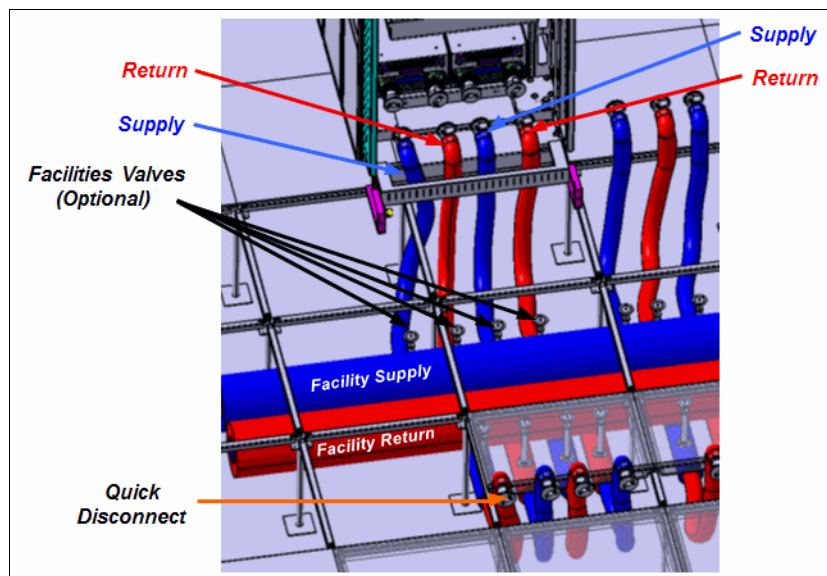 Supply
Return
Return
Supply
Facilities Valves
(Optional)
Facility Supply
Facility Return
Quick
Disconnect